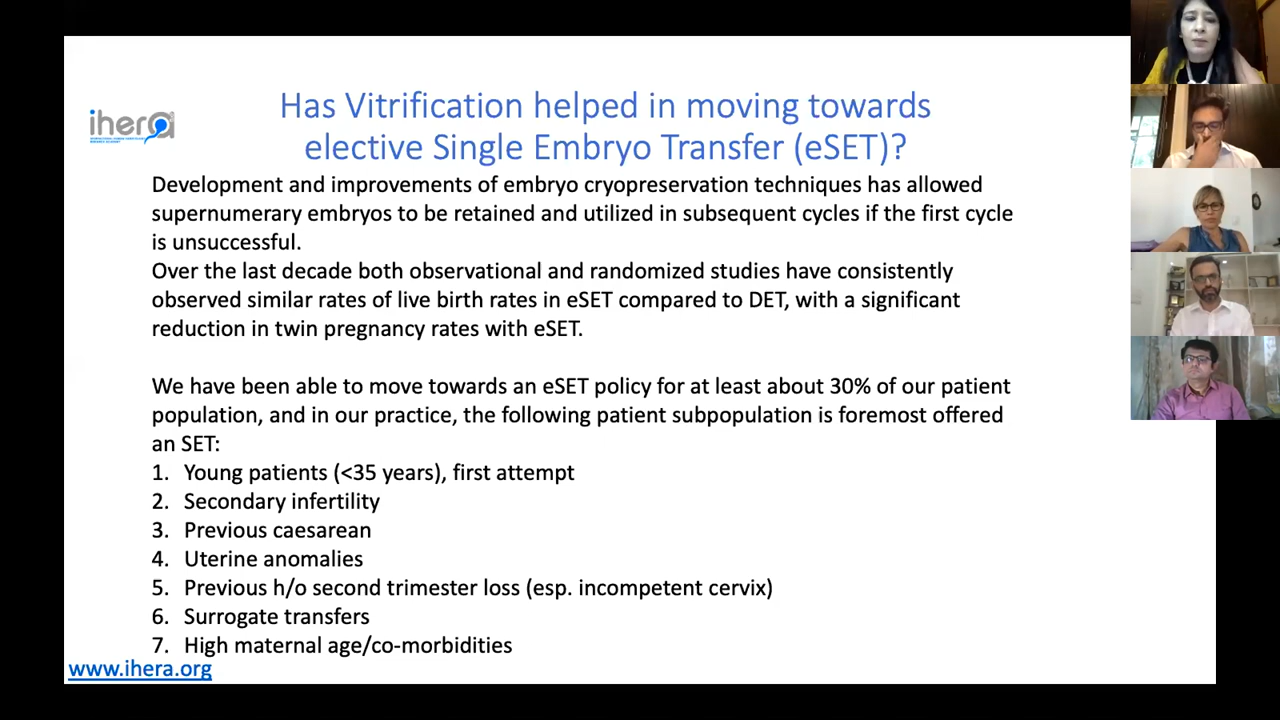 ihera
Has Vitrification helped in moving towards
elective Single Embryo Transfer (eSET)?
Development and improvements of embryo cryopreservation techniques has allowed
supernumerary embryos to be retained and utilized in subsequent cycles if the first cycle
is unsuccessful.
Over the last decade both observational and randomized studies have consistently
observed similar rates of live birth rates in eSET compared to DET, with a significant
reduction in twin pregnancy rates with eSET.
We have been able to move towards an eSET policy for at least about 30% of our patient
population, and in our practice, the following patient subpopulation is foremost offered
an SET:
1. Young patients (<35 years), first attempt
2. Secondary infertility
3. Previous caesarean
4. Uterine anomalies
5. Previous h/o second trimester loss (esp. incompetent cervix)
6. Surrogate transfers
7. High maternal age/co-morbidities
www.ihera.org